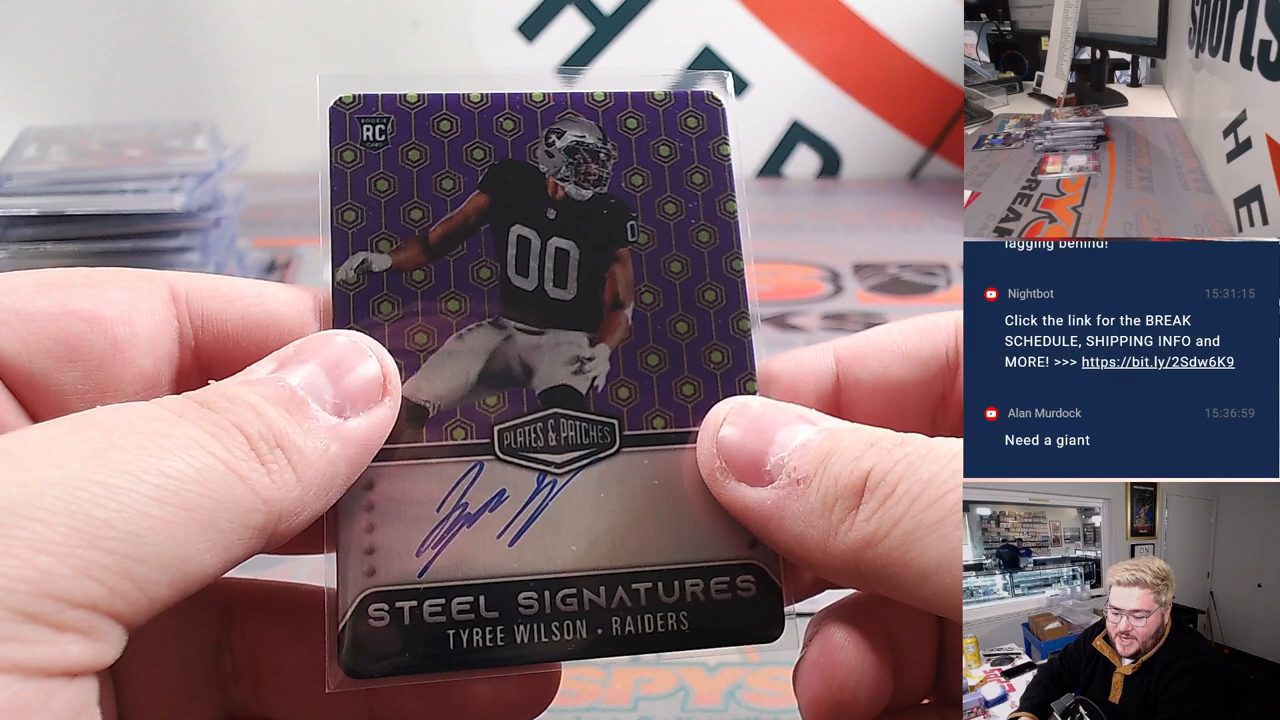 ROOKIE
RC
CARD
00
0
PLATES & PATCHES
STEEL SIGNATURES
TYREE WILSON • RAIDERS
SPYS
sports
HE
lagging behind!
Nightbot 15:31:15
Click the link for the BREAK
SCHEDULE, SHIPPING INFO and
MORE! >>> https://bit.ly/2Sdw6K9
Alan Murdock 15:36:59
Need a giant